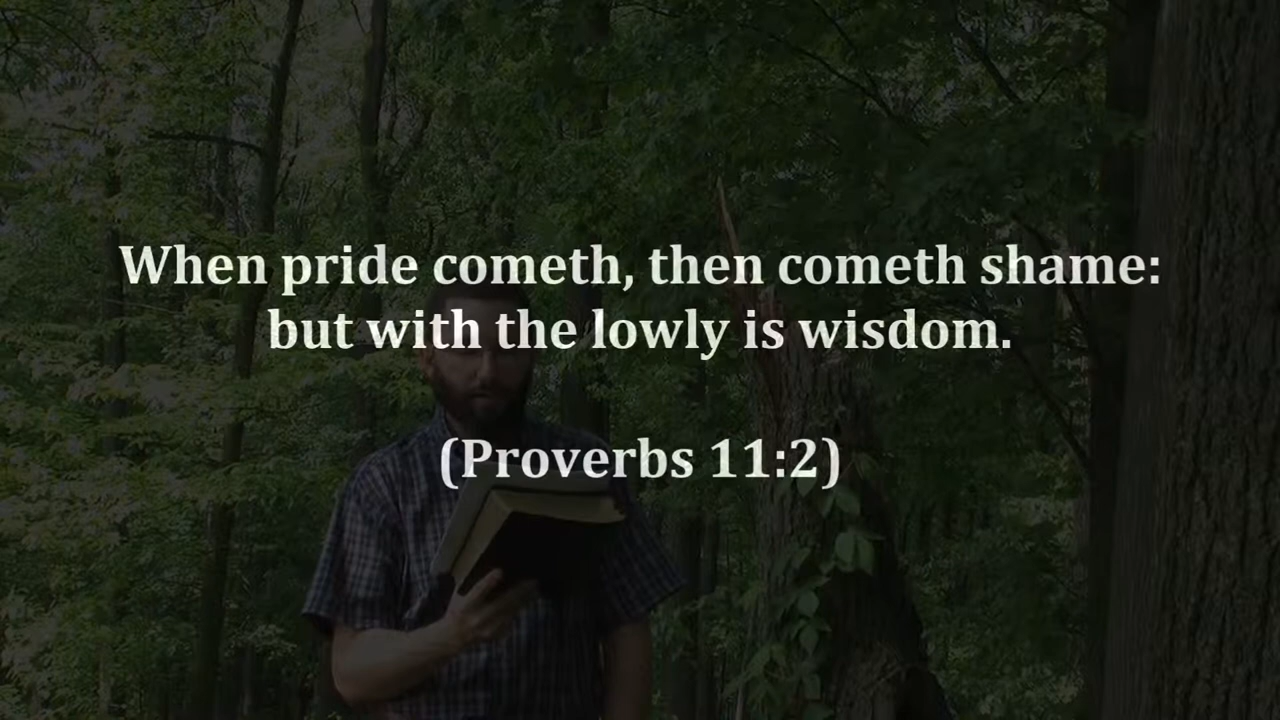 When pride cometh, then cometh shame:
but with the lowly is wisdom.
(Proverbs 11:2)